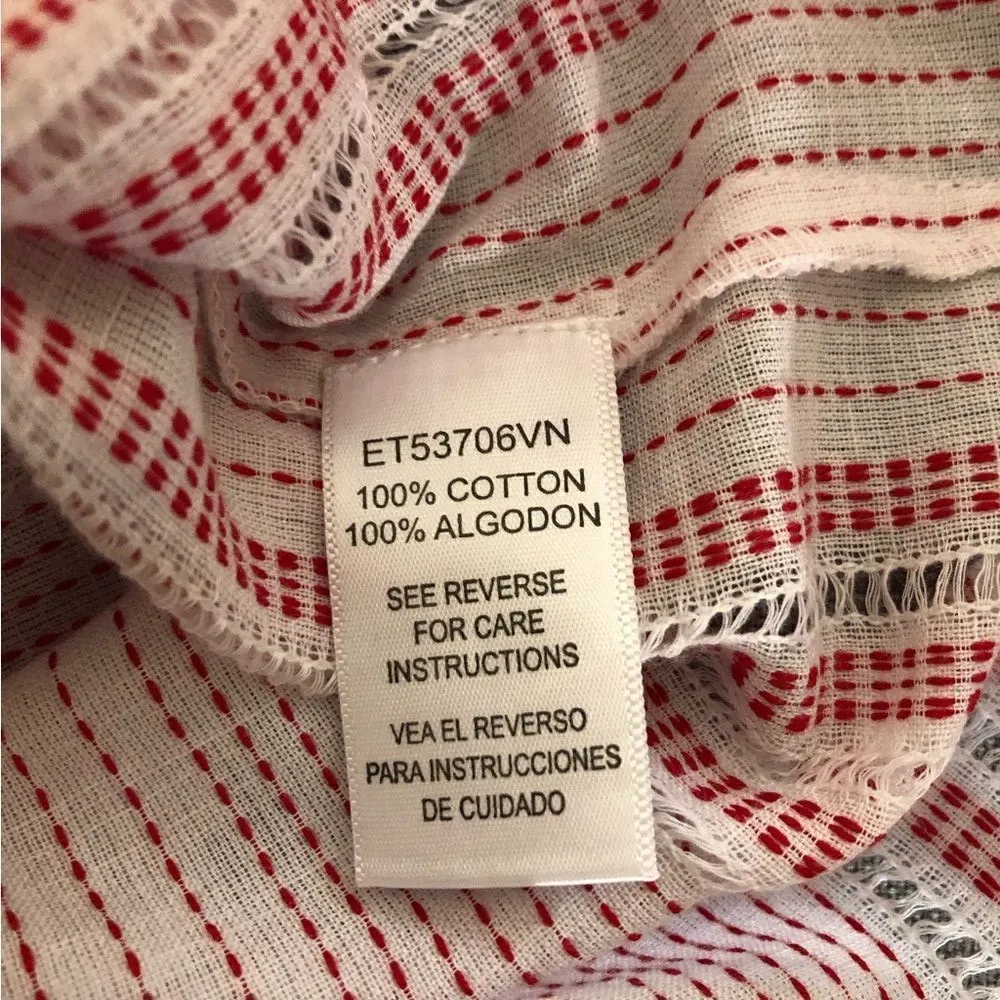 ET53706VN
100% COTTON
100% ALGODON
SEE REVERSE
FOR CARE
INSTRUCTIONS
VEA EL REVERSO
PARA INSTRUCCIONES
DE CUIDADO